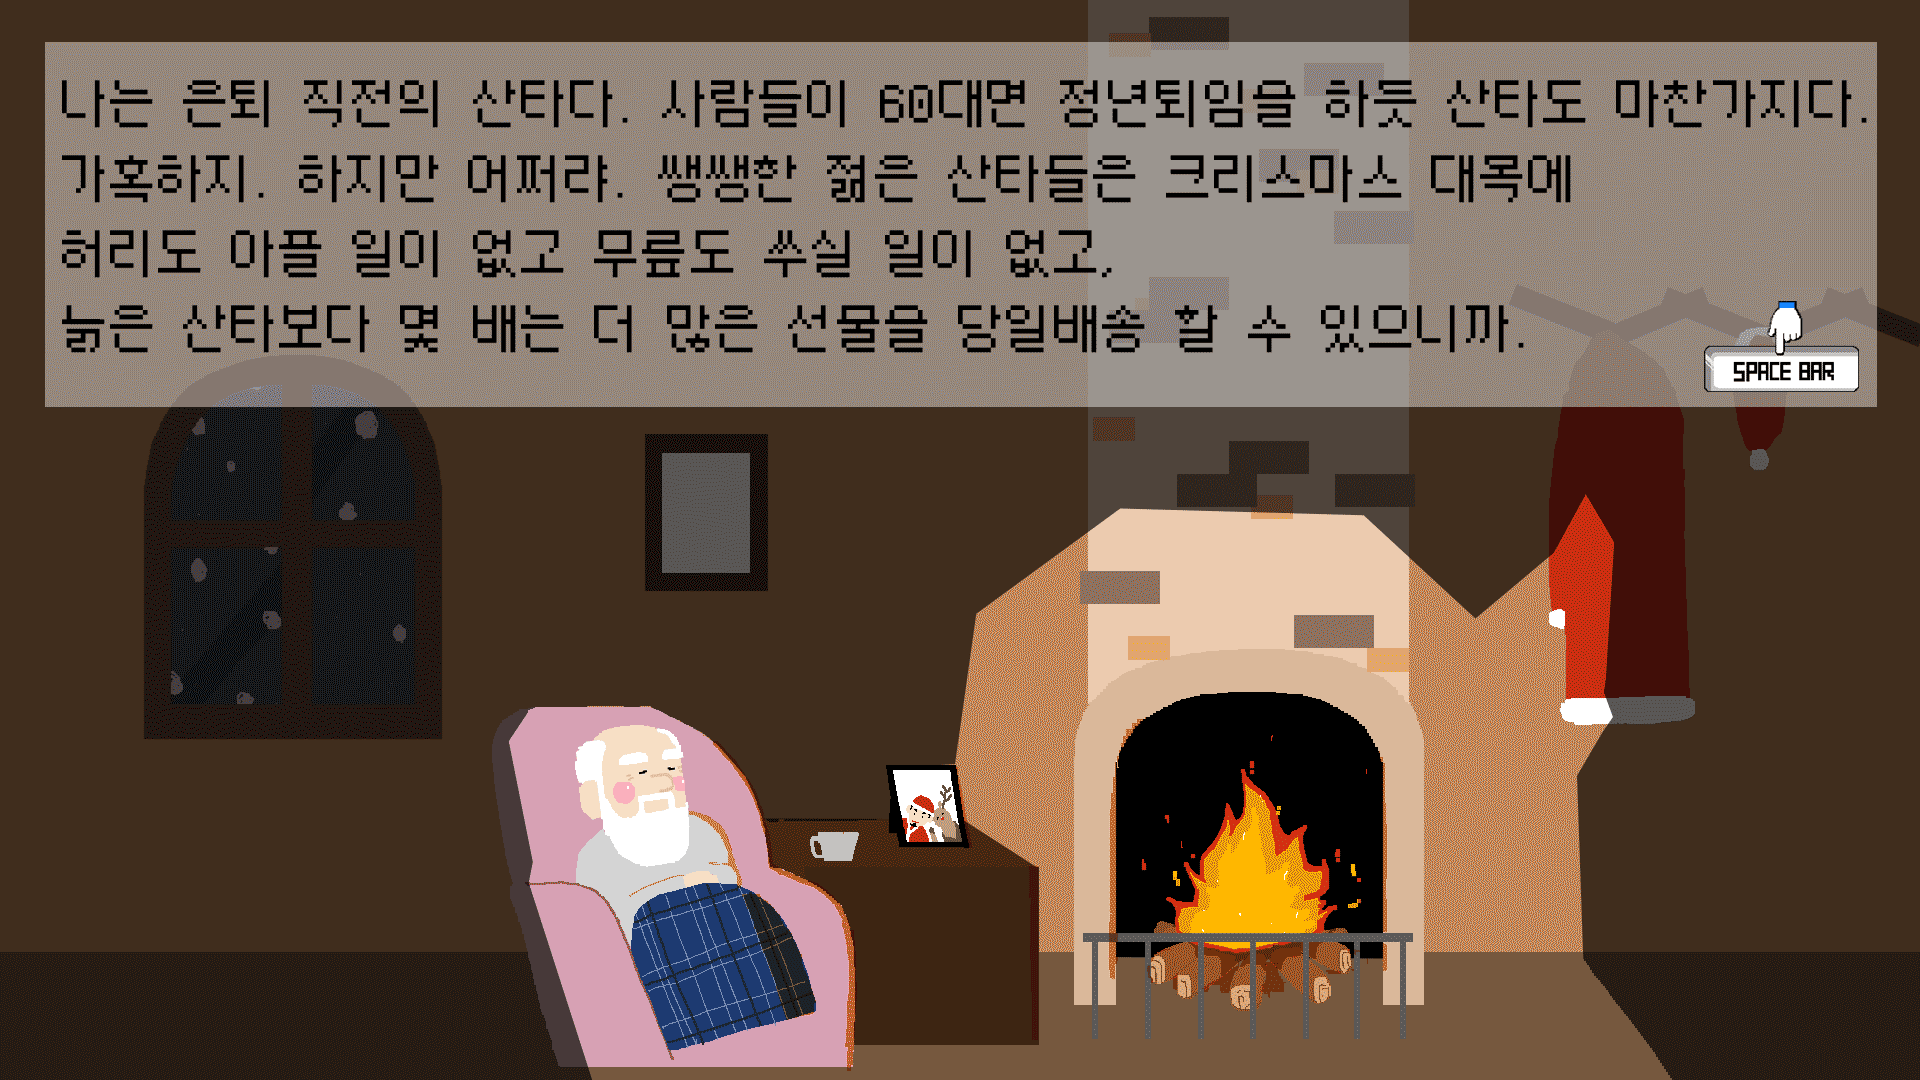 나는 은퇴 직전의 산타다. 사람들이 60대면 정년퇴임을 하듯 산타도 마찬가지다.
가혹하지. 하지만 어쩌랴. 쌩쌩한 젊은 산타들은 크리스마스 대목에
허리도 아플 일이 없고 무릎도 쑤실 일이 없고,
늙은 산타보다 몇 배는 더 많은 선물을 당일배송 할 수 있으니까.
SPACE BAR